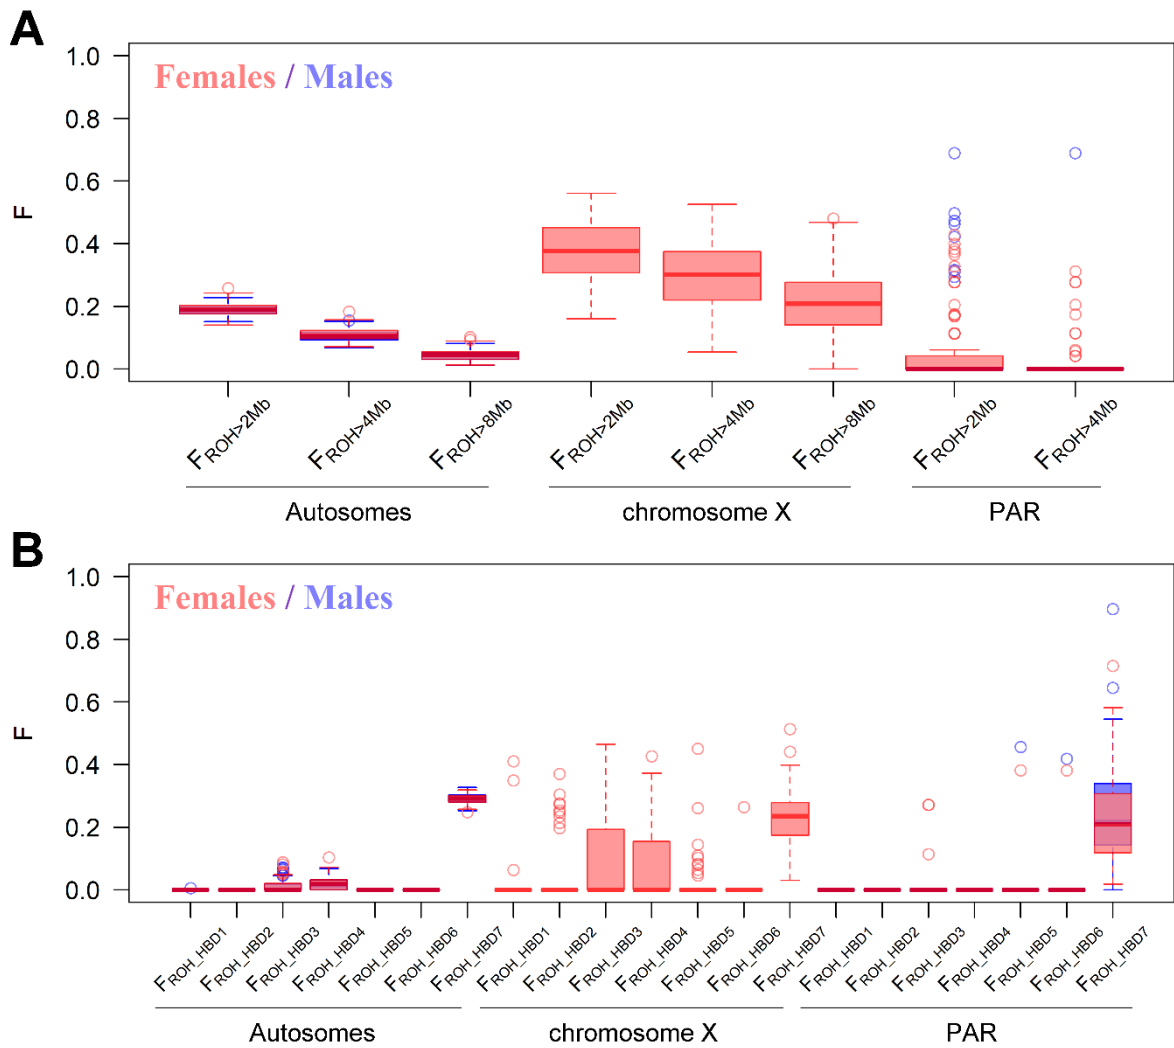 A
Females / Males
F
1.0
0.8
0.6
0.4
0.2
0.0
FROH>2Mb
FROH>4Mb
FROH>8Mb
FROH>2Mb
FROH>4Mb
FROH>8Mb
FROH>2Mb
FROH>4Mb
Autosomes
chromosome X
PAR
B
Females / Males
F
1.0
0.8
0.6
0.4
0.2
0.0
FROH_HBD1
FROH_HBD2
FROH_HBD3
FROH_HBD4
FROH_HBD5
FROH_HBD6
FROH_HBD7
FROH_HBD1
FROH_HBD2
FROH_HBD3
FROH_HBD4
FROH_HBD5
FROH_HBD6
FROH_HBD7
FROH_HBD1
FROH_HBD2
FROH_HBD3
FROH_HBD4
FROH_HBD5
FROH_HBD6
FROH_HBD7
Autosomes
chromosome X
PAR